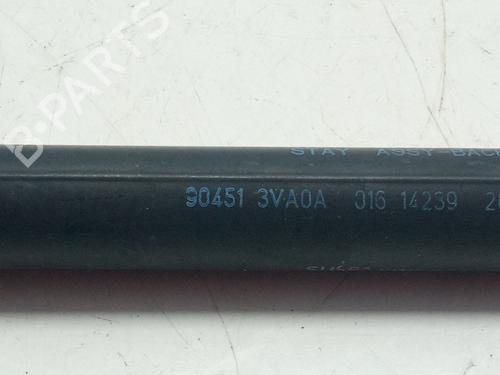 B-PARTS
STAY ASSY-BACK
90451 3VA0A 016 14239